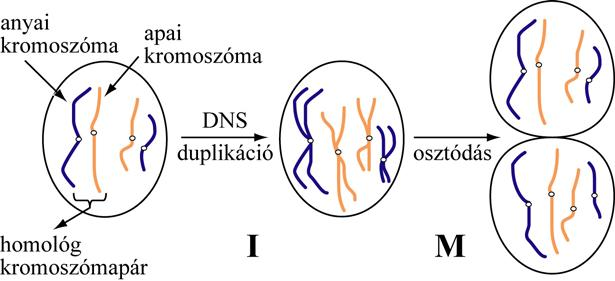 anyai
kromoszóma
apai
kromoszóma
DNS
duplikáció
osztódás
homológ
kromoszómapár
I
M